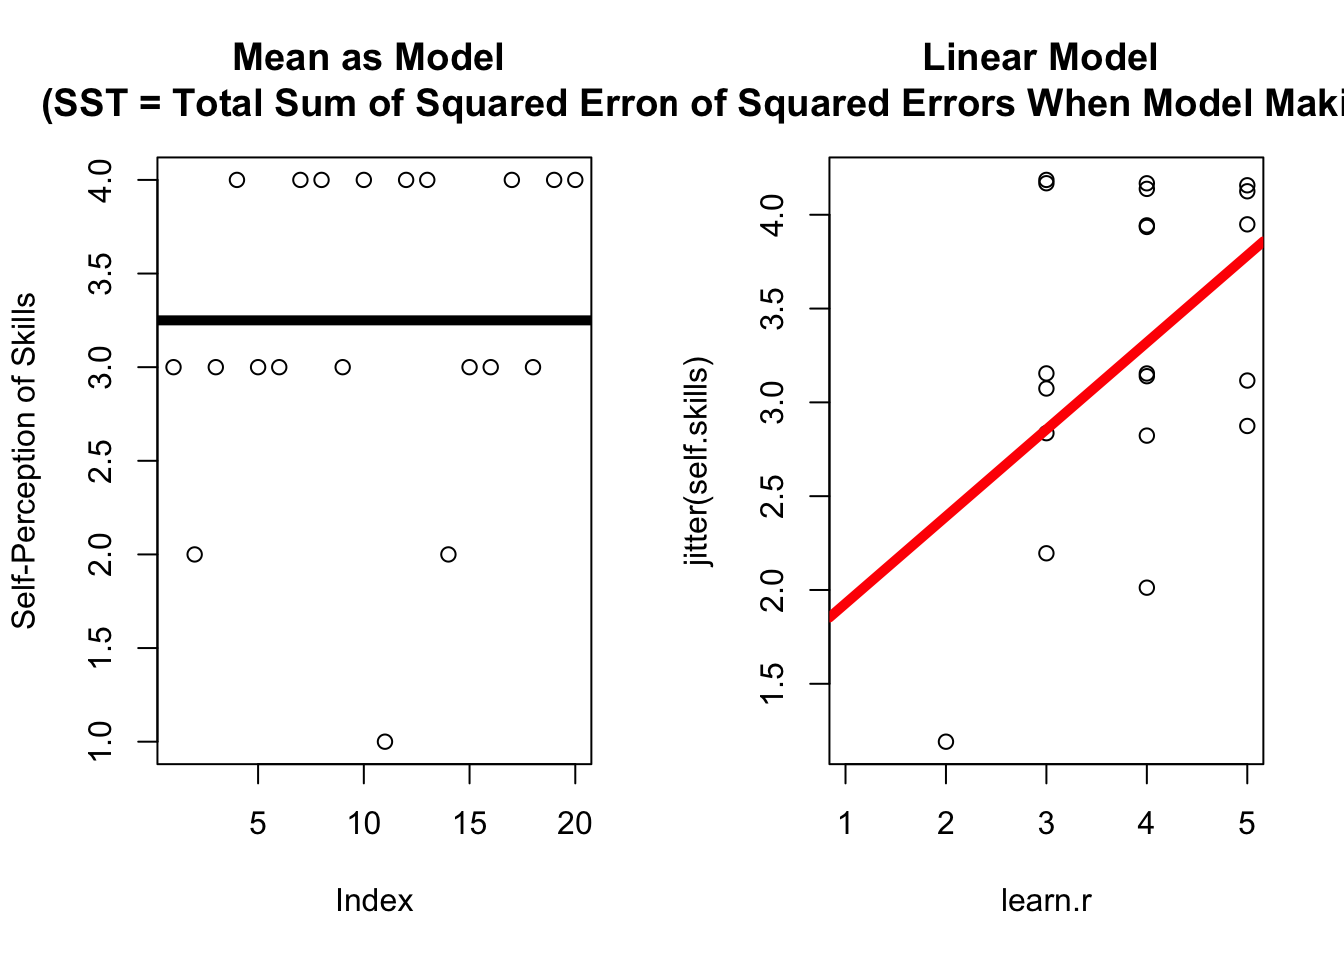 Mean as Model
(SST = Total Sum of Squared Erro
Linear Model
n of Squared Errors When Model Maki
Self-Perception of Skills
4.0
3.5
3.0
2.5
2.0
1.5
1.0
5 10 15 20
Index
jitter(self.skills)
4.0
3.5
3.0
2.5
2.0
1.5
1 2 3 4 5
learn.r